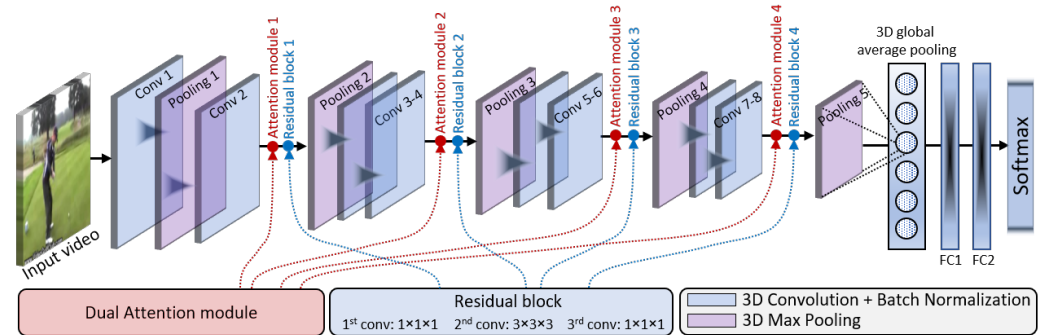 Input video
Conv 1
Pooling 1
Conv 2
Attention module 1
Residual block 1
Pooling 2
Conv 3-4
Attention module 2
Residual block 2
Pooling 3
Conv 5-6
Attention module 3
Residual block 3
Pooling 4
Conv 7-8
Attention module 4
Residual block 4
Pooling 5
3D global
average pooling
FC1
FC2
Softmax
Dual Attention module
Residual block
1st conv: 1×1×1 2nd conv: 3×3×3 3rd conv: 1×1×1
3D Convolution + Batch Normalization
3D Max Pooling